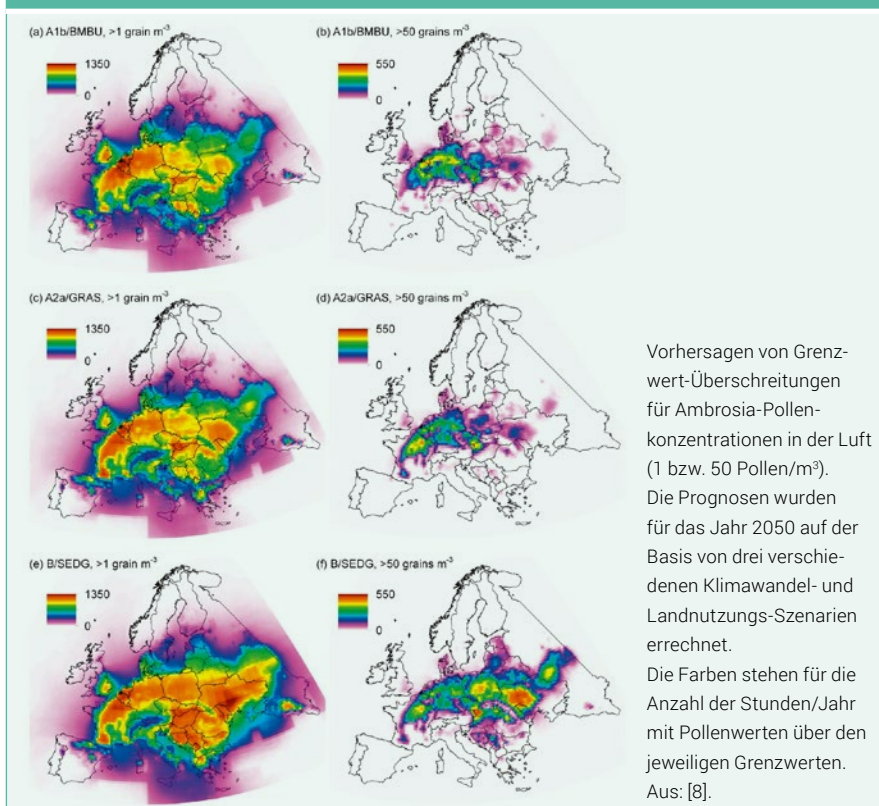 (a) A1b/BMBU, >1 grain m⁻³
1350
0
(b) A1b/BMBU, >50 grains m⁻³
550
0
(c) A2a/GRAS, >1 grain m⁻³
1350
0
(d) A2a/GRAS, >50 grains m⁻³
550
0
(e) B/SEDG, >1 grain m⁻³
1350
0
(f) B/SEDG, >50 grains m⁻³
550
0
Vorhersagen von Grenz-
wert-Überschreitungen
für Ambrosia-Pollen-
konzentrationen in der Luft
(1 bzw. 50 Pollen/m³).
Die Prognosen wurden
für das Jahr 2050 auf der
Basis von drei verschie-
denen Klimawandel- und
Landnutzungs-Szenarien
errechnet.
Die Farben stehen für die
Anzahl der Stunden/Jahr
mit Pollenwerten über den
jeweiligen Grenzwerten.
Aus: [8].